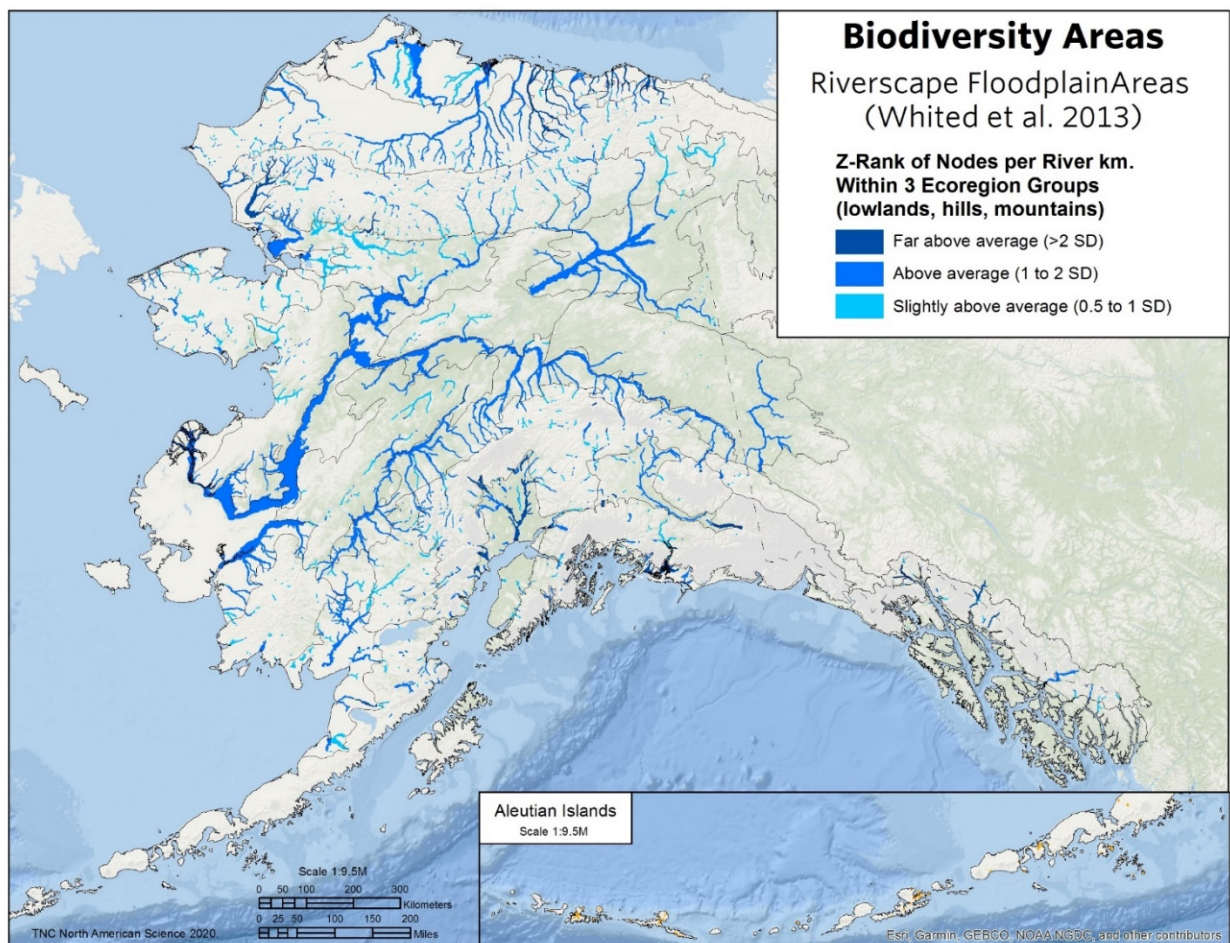 Biodiversity Areas
Riverscape FloodplainAreas
(Whited et al. 2013)
Z-Rank of Nodes per River km.
Within 3 Ecoregion Groups
(lowlands, hills, mountains)
Far above average (>2 SD)
Above average (1 to 2 SD)
Slightly above average (0.5 to 1 SD)
Aleutian Islands
Scale 1:9.5M
Scale 1:9.5M
0 50 100 200 300
Kilometers
0 25 50 100 150 200
Miles
TNC North American Science 2020.
Esri, Garmin, GEBCO, NOAA NGDC, and other contributors